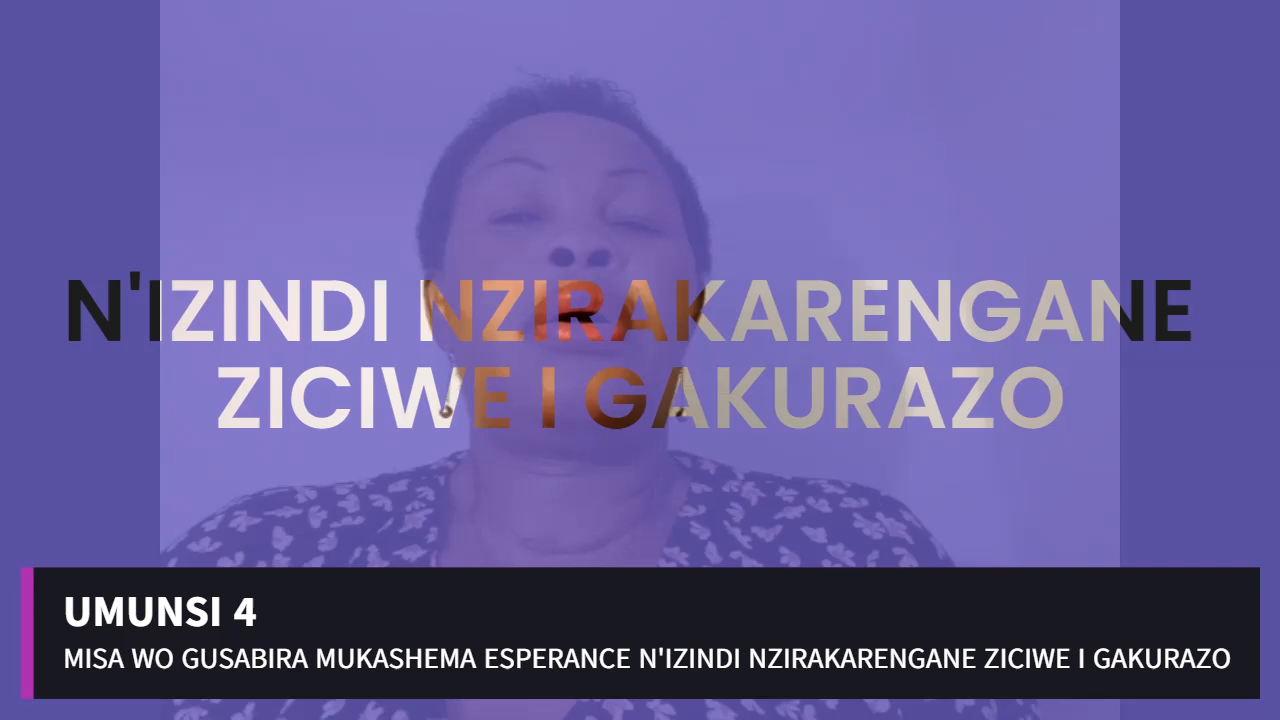 N'IZINDI NZIRAKARENGANE
ZICIWE I GAKURAZO
UMUNSI 4
MISA WO GUSABIRA MUKASHEMA ESPERANCE N'IZINDI NZIRAKARENGANE ZICIWE I GAKURAZO